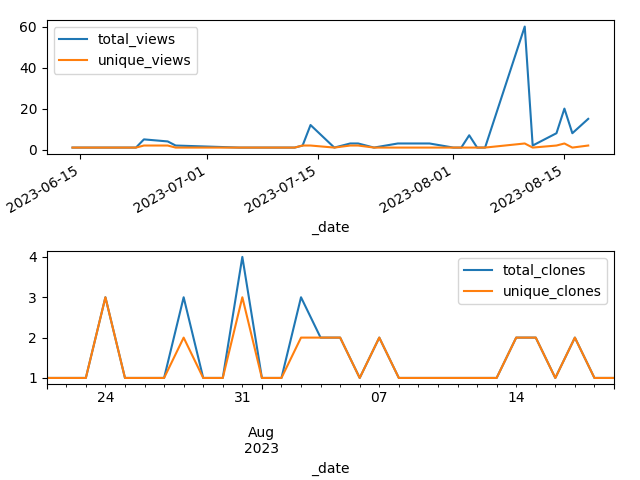 60
40
20
0
total_views
unique_views
2023-06-15
2023-07-01
2023-07-15
2023-08-01
2023-08-15
_date
4
3
2
1
total_clones
unique_clones
24
31
07
14
Aug
2023
_date